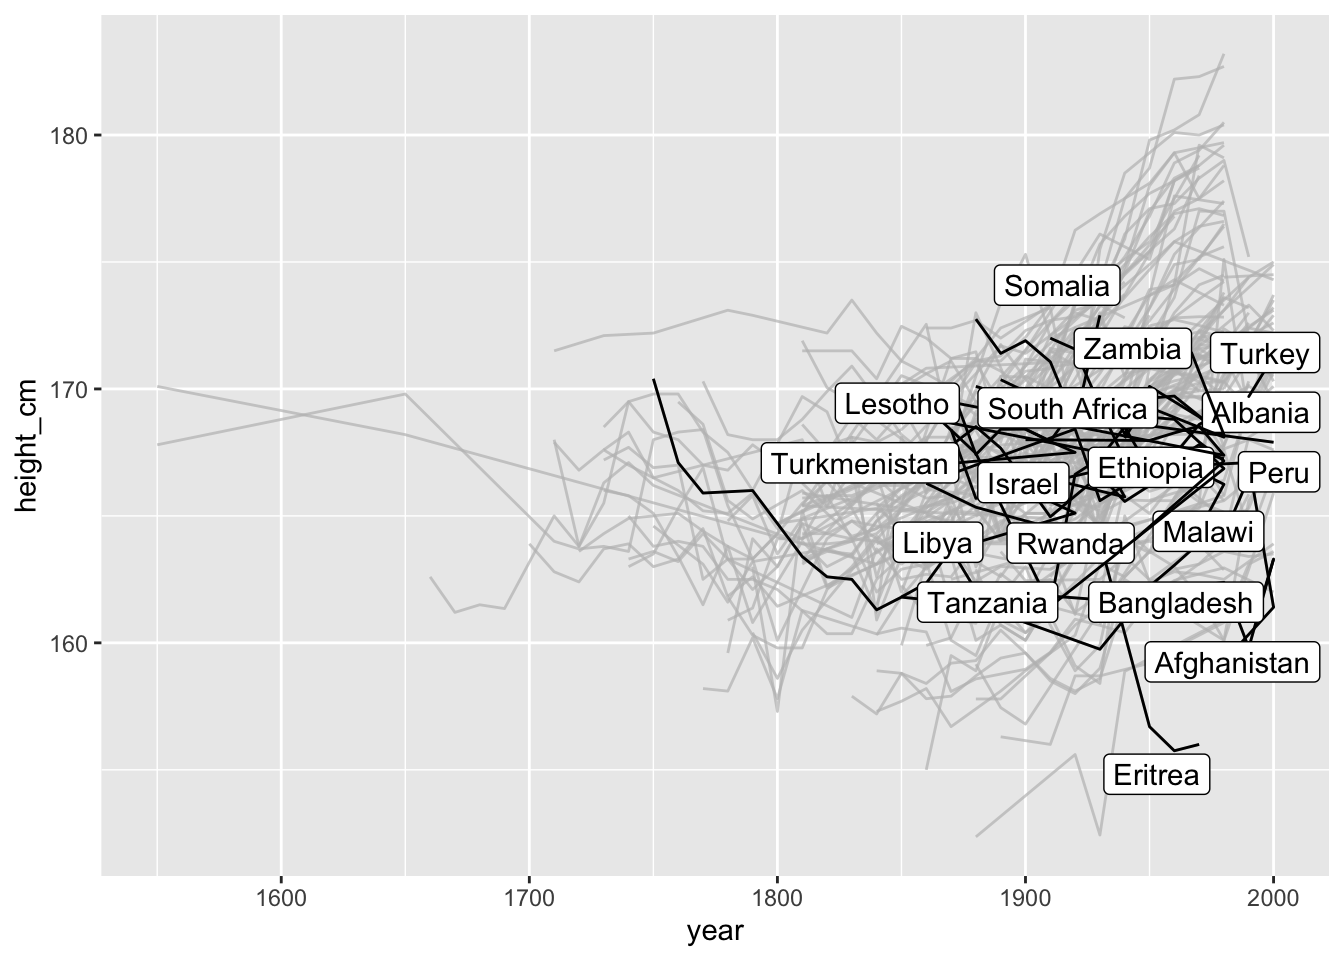 height_cm
180
170
160
Somalia
Zambia
Turkey
Lesotho
South Africa
Albania
Turkmenistan
Israel
Ethiopia
Peru
Libya
Rwanda
Malawi
Tanzania
Bangladesh
Afghanistan
Eritrea
1600
1700
1800
1900
2000
year